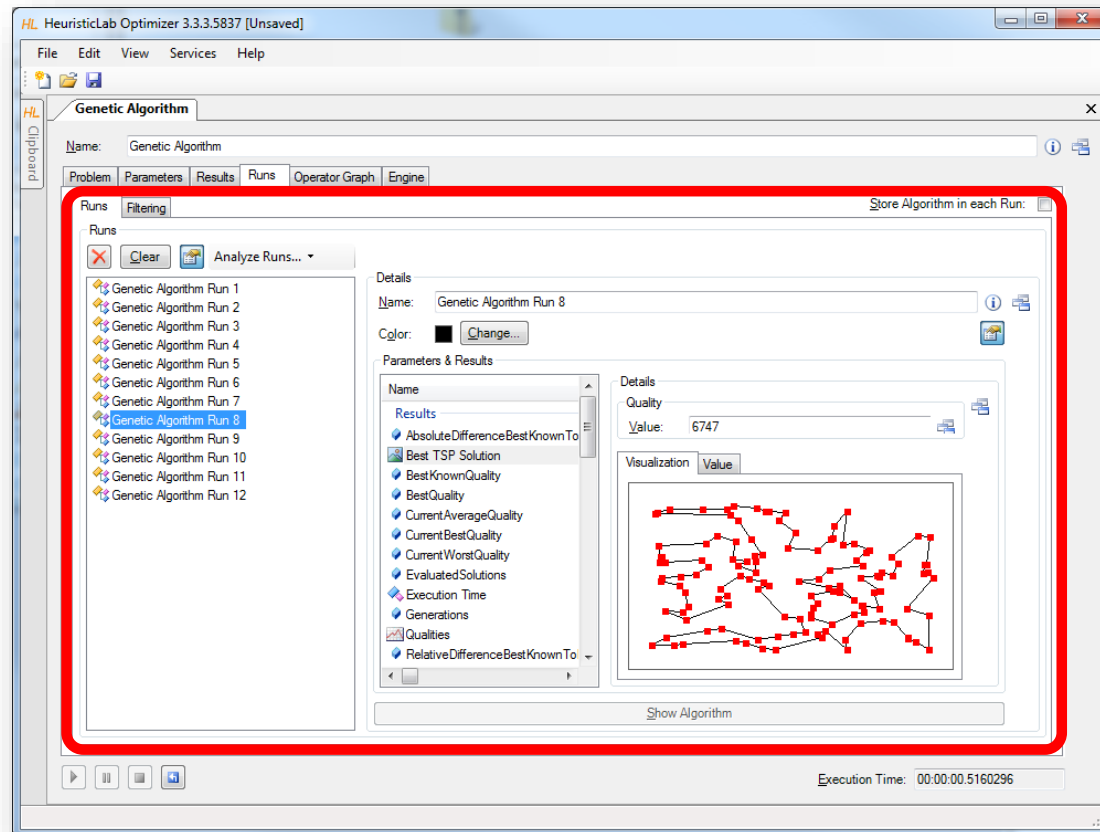 HL HeuristicLab Optimizer 3.3.3.5837 [Unsaved]
File Edit View Services Help
HL Clipboard
Genetic Algorithm
Name: Genetic Algorithm
Problem Parameters Results Runs Operator Graph Engine
Runs Filtering
Store Algorithm in each Run:
Runs
Clear Analyze Runs...
Genetic Algorithm Run 1
Genetic Algorithm Run 2
Genetic Algorithm Run 3
Genetic Algorithm Run 4
Genetic Algorithm Run 5
Genetic Algorithm Run 6
Genetic Algorithm Run 7
Genetic Algorithm Run 8
Genetic Algorithm Run 9
Genetic Algorithm Run 10
Genetic Algorithm Run 11
Genetic Algorithm Run 12
Details
Name: Genetic Algorithm Run 8
Color: Change...
Parameters & Results
Name
Results
AbsoluteDifferenceBestKnownTo
Best TSP Solution
BestKnownQuality
BestQuality
CurrentAverageQuality
CurrentBestQuality
CurrentWorstQuality
EvaluatedSolutions
Execution Time
Generations
Qualities
RelativeDifferenceBestKnownTo
Details
Quality
Value: 6747
Visualization Value
Show Algorithm
Execution Time: 00:00:00.5160296